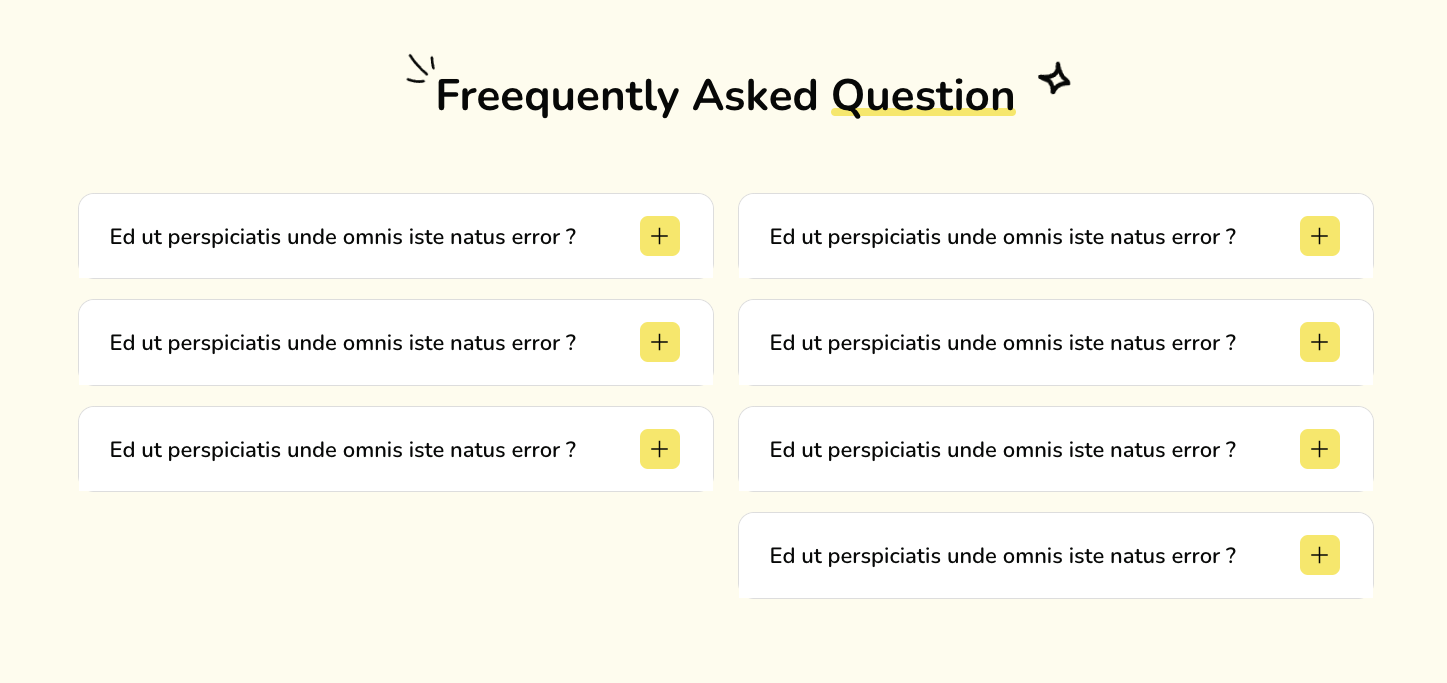 Freequently Asked Question
Ed ut perspiciatis unde omnis iste natus error ?
Ed ut perspiciatis unde omnis iste natus error ?
Ed ut perspiciatis unde omnis iste natus error ?
Ed ut perspiciatis unde omnis iste natus error ?
Ed ut perspiciatis unde omnis iste natus error ?
Ed ut perspiciatis unde omnis iste natus error ?
Ed ut perspiciatis unde omnis iste natus error ?